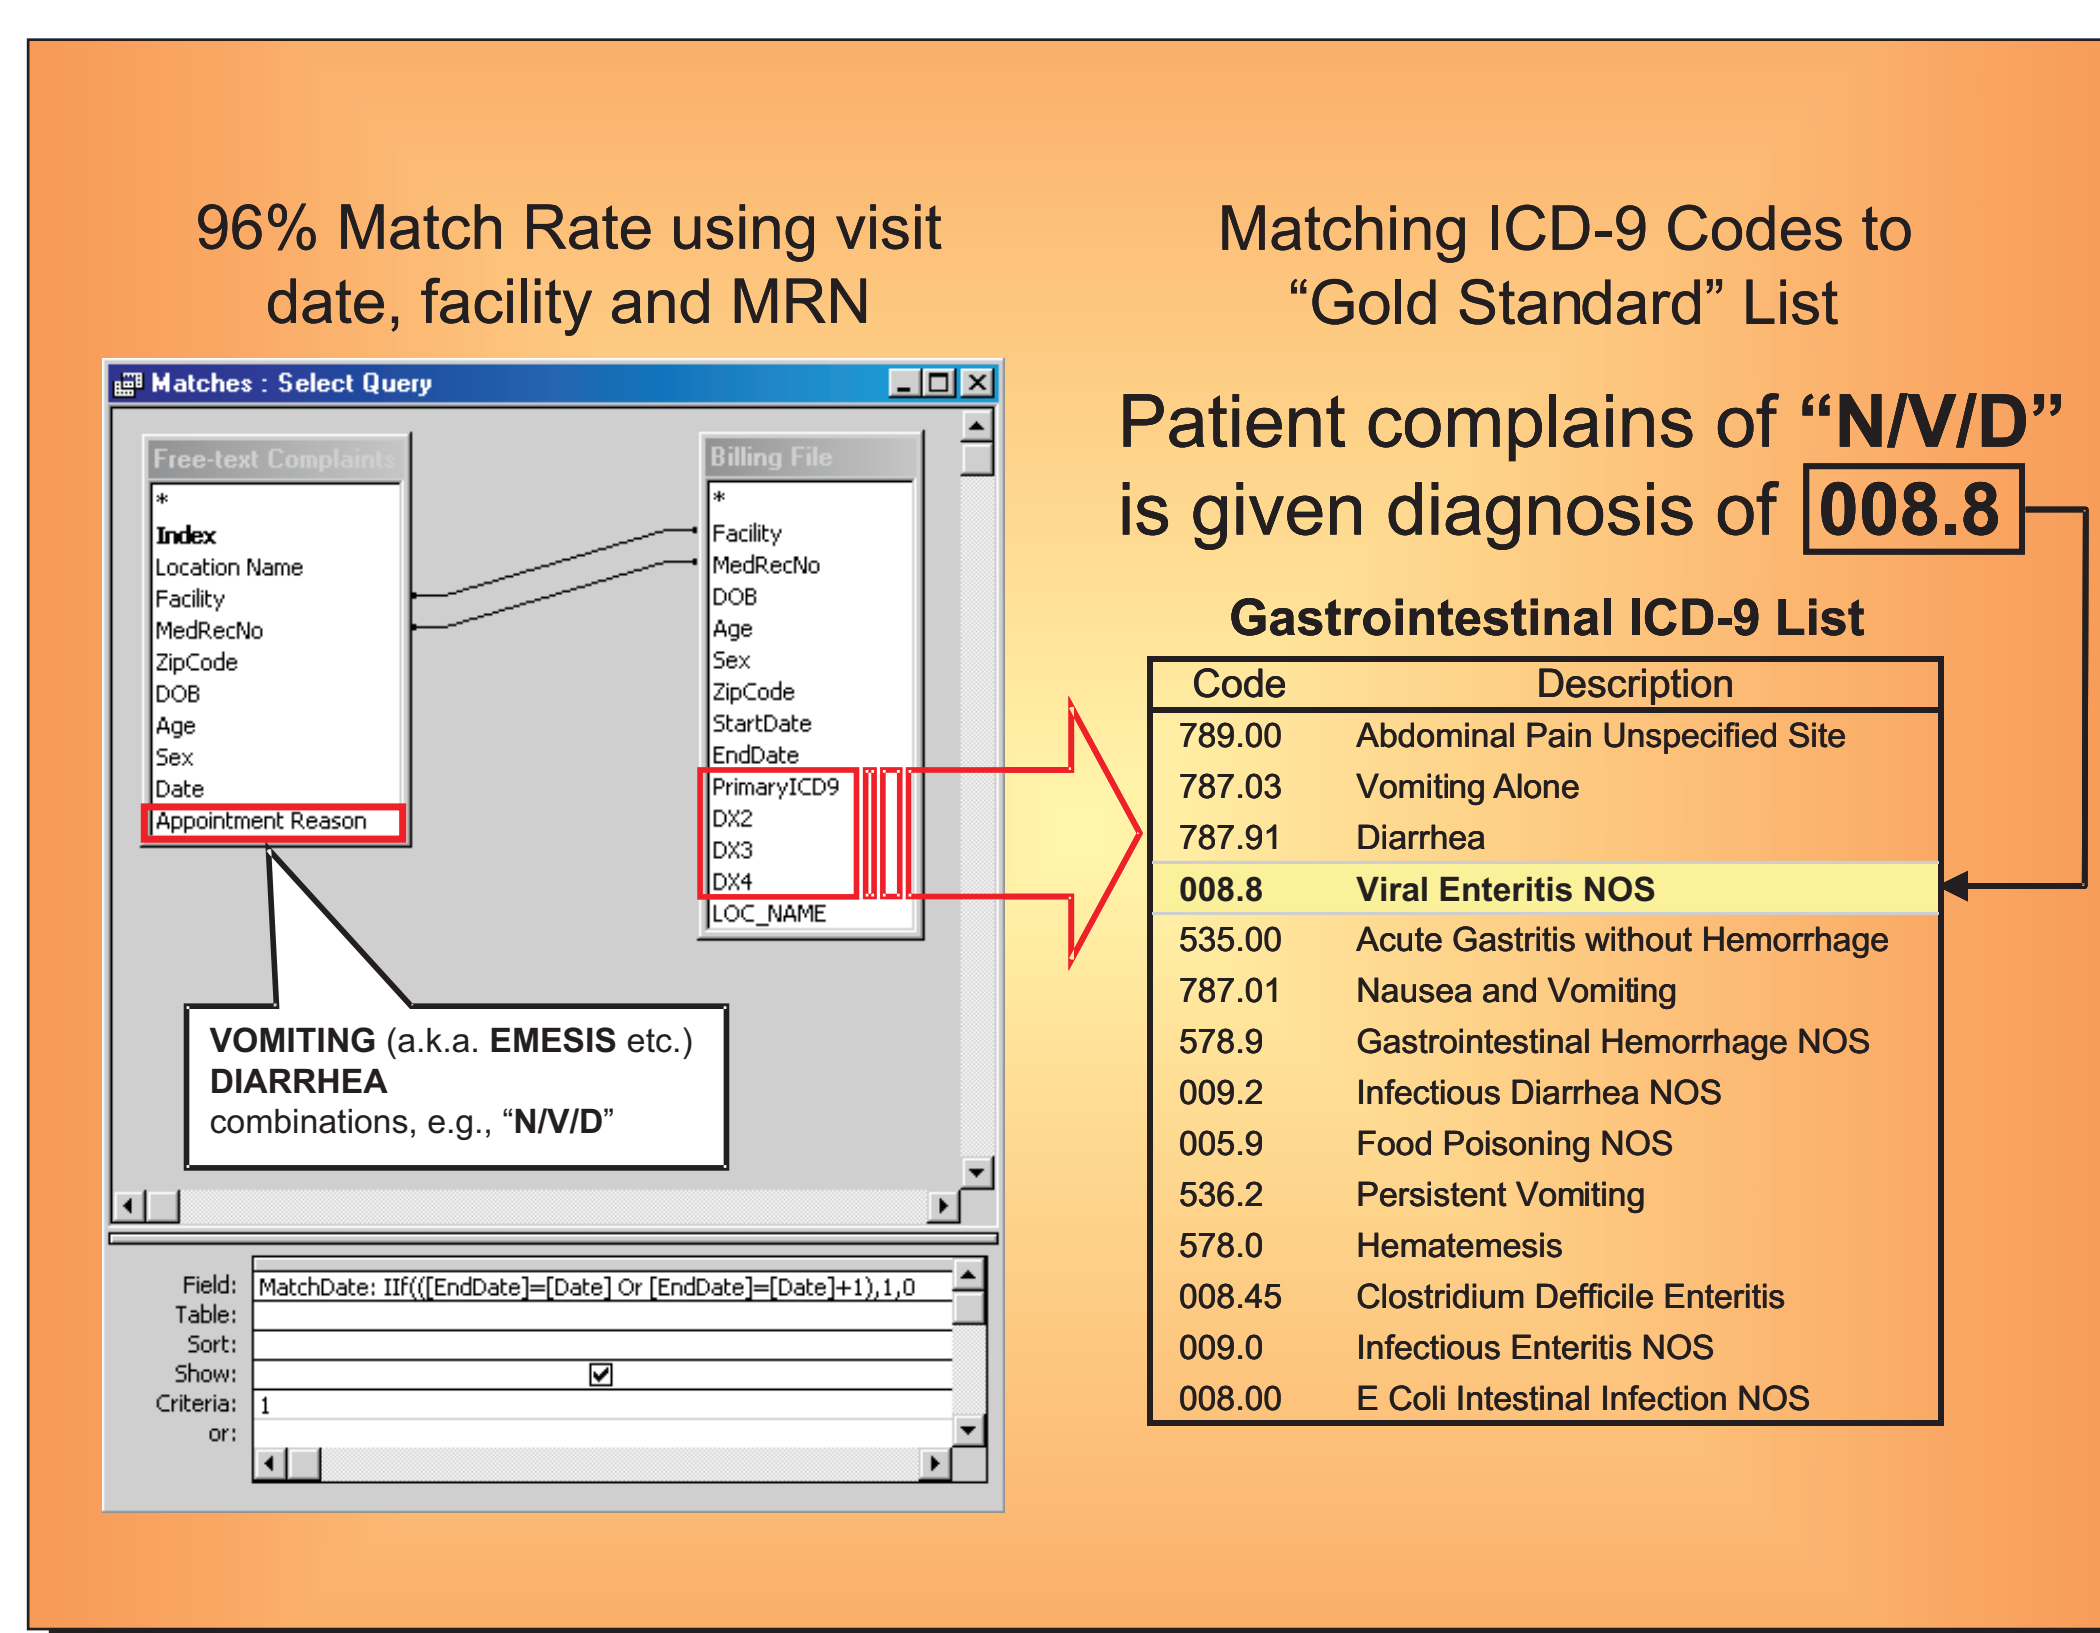 96% Match Rate using visit
date, facility and MRN
Matches : Select Query
Free-text Complaints
*
Index
Location Name
Facility
MedRecNo
ZipCode
DOB
Age
Sex
Date
Appointment Reason
Billing File
*
Facility
MedRecNo
DOB
Age
Sex
ZipCode
StartDate
EndDate
PrimaryICD9
DX2
DX3
DX4
LOC_NAME
VOMITING (a.k.a. EMESIS etc.)
DIARRHEA
combinations, e.g., “N/V/D”
Field: MatchDate: IIf(([EndDate]=[Date] Or [EndDate]=[Date]+1),1,0
Table:
Sort:
Show:
Criteria: 1
or:
Matching ICD-9 Codes to
“Gold Standard” List
Patient complains of “N/V/D”
is given diagnosis of 008.8
Gastrointestinal ICD-9 List
Code Description
789.00 Abdominal Pain Unspecified Site
787.03 Vomiting Alone
787.91 Diarrhea
008.8 Viral Enteritis NOS
535.00 Acute Gastritis without Hemorrhage
787.01 Nausea and Vomiting
578.9 Gastrointestinal Hemorrhage NOS
009.2 Infectious Diarrhea NOS
005.9 Food Poisoning NOS
536.2 Persistent Vomiting
578.0 Hematemesis
008.45 Clostridium Defficile Enteritis
009.0 Infectious Enteritis NOS
008.00 E Coli Intestinal Infection NOS